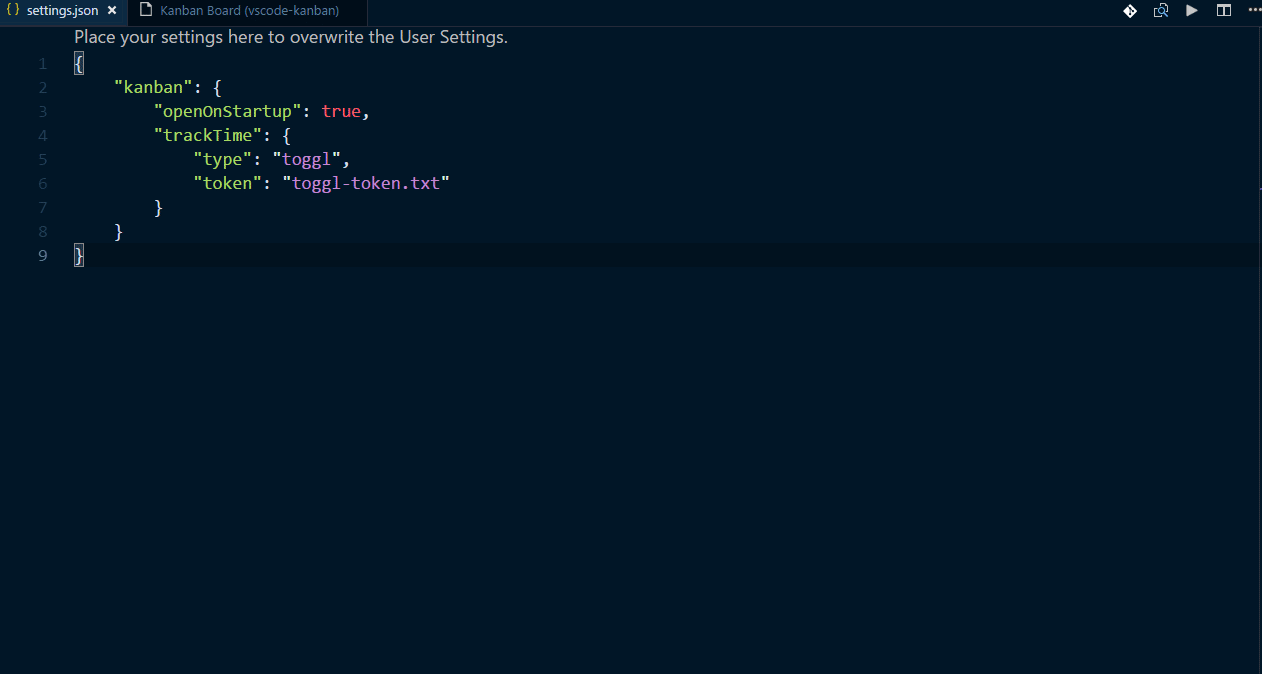 { } settings.json × Kanban Board (vscode-kanban)
Place your settings here to overwrite the User Settings.
1 {
2     "kanban": {
3         "openOnStartup": true,
4         "trackTime": {
5             "type": "toggl",
6             "token": "toggl-token.txt"
7         }
8     }
9 }